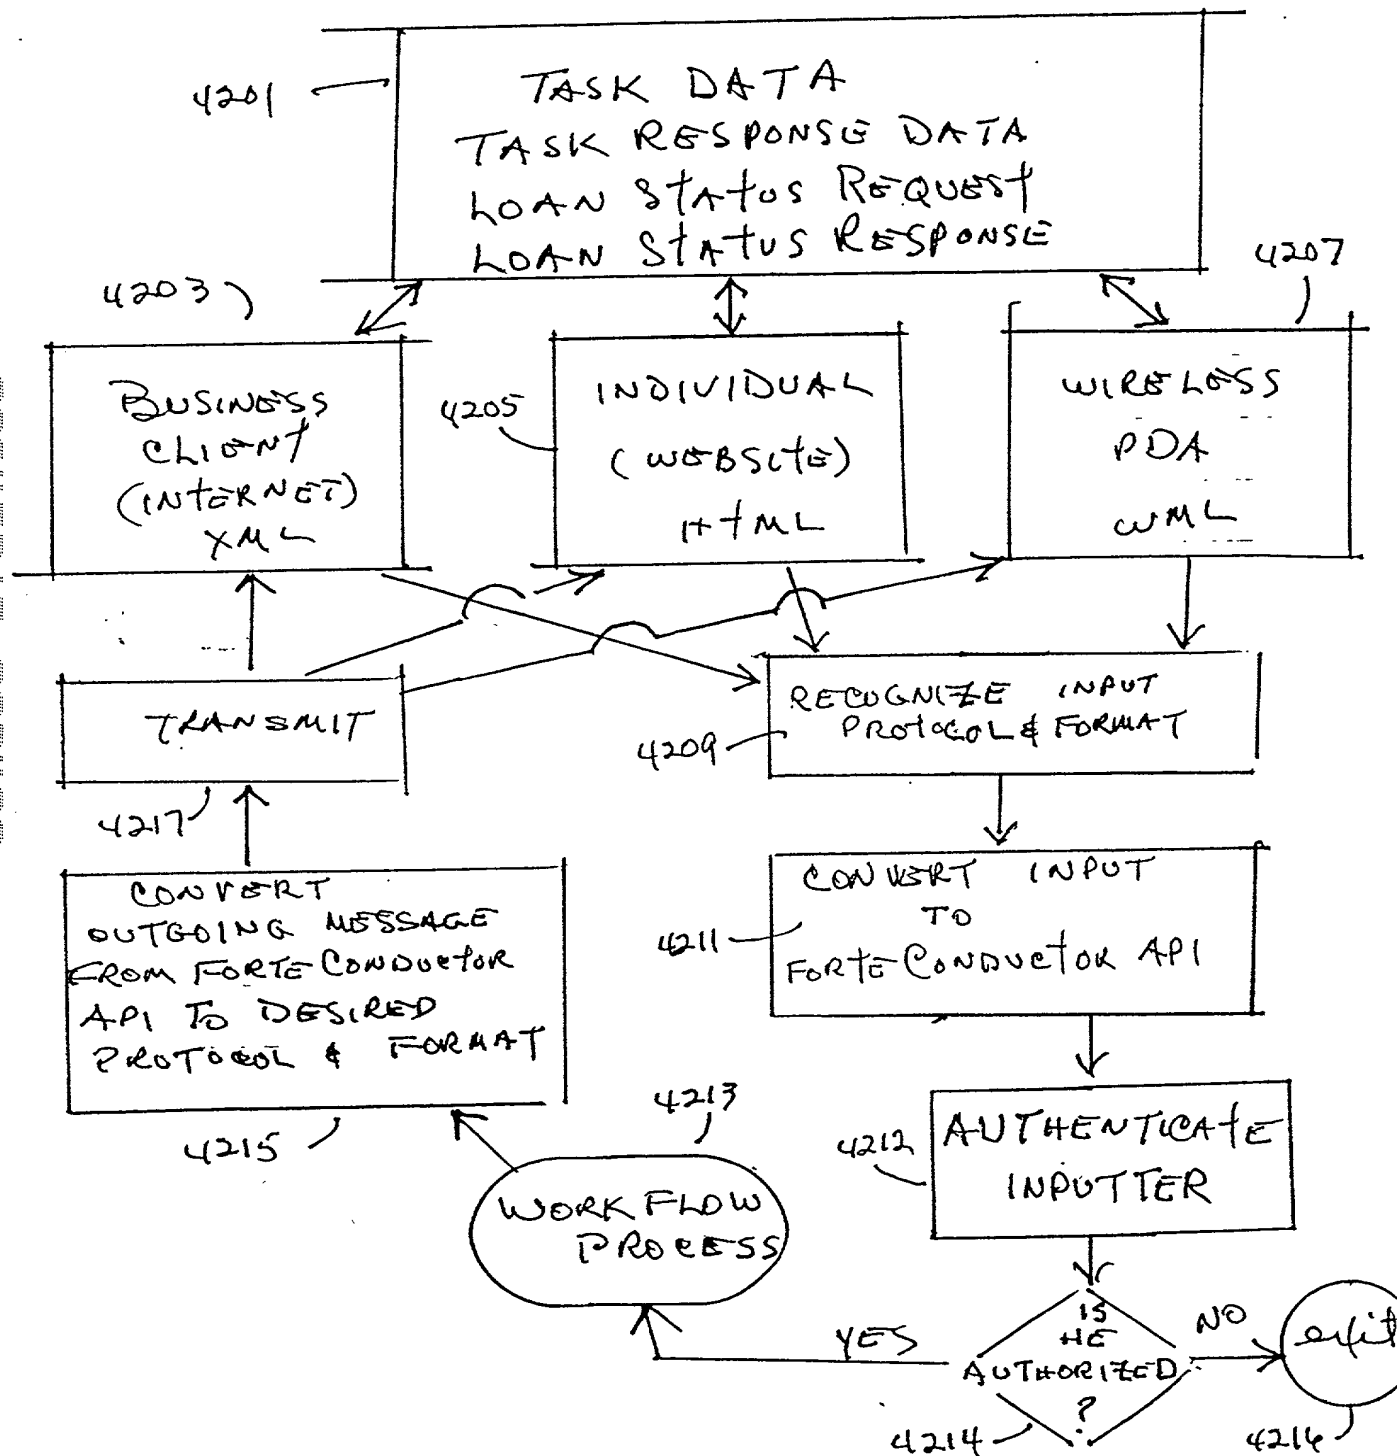 4201
TASK DATA
TASK RESPONSE DATA
LOAN STATUS REQUEST
LOAN STATUS RESPONSE
4203
4207
BUSINESS
CLIENT
(INTERNET)
XML
4205
INDIVIDUAL
(WEBSITE)
HTML
WIRELESS
PDA
WML
TRANSMIT
4217
RECOGNIZE INPUT
PROTOCOL & FORMAT
4209
CONVERT
OUTGOING MESSAGE
FROM FORTE CONDUCTOR
API TO DESIRED
PROTOCOL & FORMAT
4215
CONVERT INPUT
TO
FORTE CONDUCTOR API
4211
4213
WORK FLOW
PROCESS
4212
AUTHENTICATE
INPUTTER
YES
IS
HE
AUTHORIZED
?
4214
NO
exit
4216